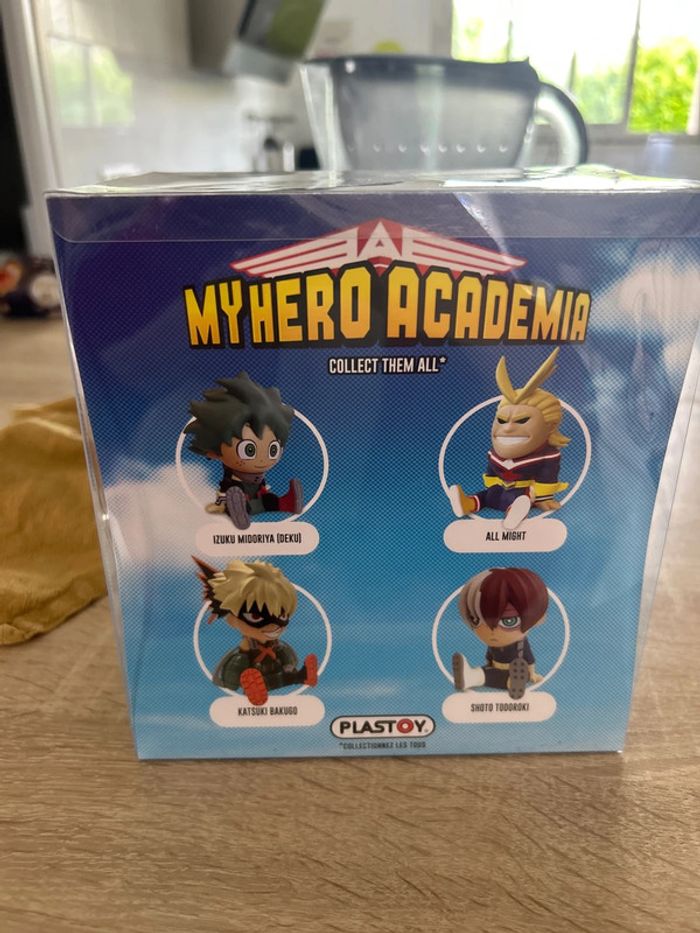 MY HERO ACADEMIA
COLLECT THEM ALL*
IZUKU MIDORIYA (DEKU)
ALL MIGHT
KATSUKI BAKUGO
SHOTO TODOROKI
PLASTOY®
*COLLECTIONNEZ LES TOUS